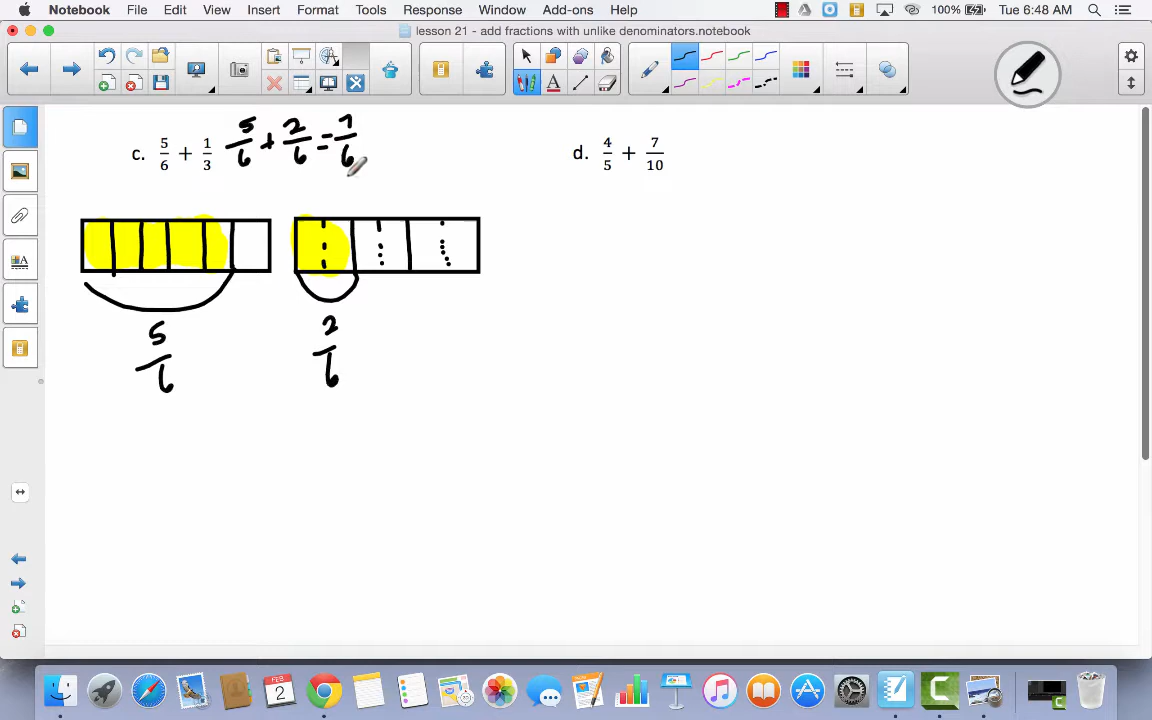 Notebook File Edit View Insert Format Tools Response Window Add-ons Help 100% Tue 6:48 AM
lesson 21 - add fractions with unlike denominators.notebook
c. 5/6 + 1/3 5/6 + 2/6 = 7/6
d. 4/5 + 7/10
5/6 2/6
FEB 2